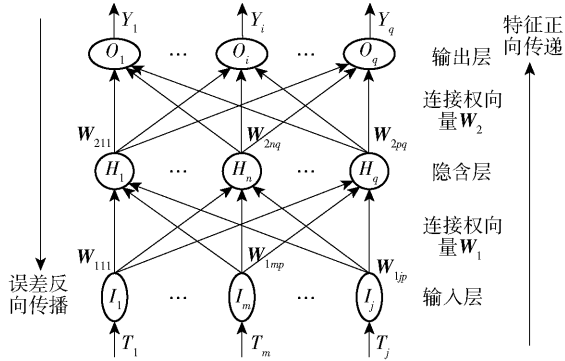 Y1 Yi Yq
特征正
向传递
O1 … Oi … Oq 输出层
连接权向
量W2
W211 W2nq W2pq
H1 … Hn … Hq 隐含层
连接权向
量W1
W111 W1mp W1jp
误差反
向传播
I1 … Im … Ij 输入层
T1 Tm Tj